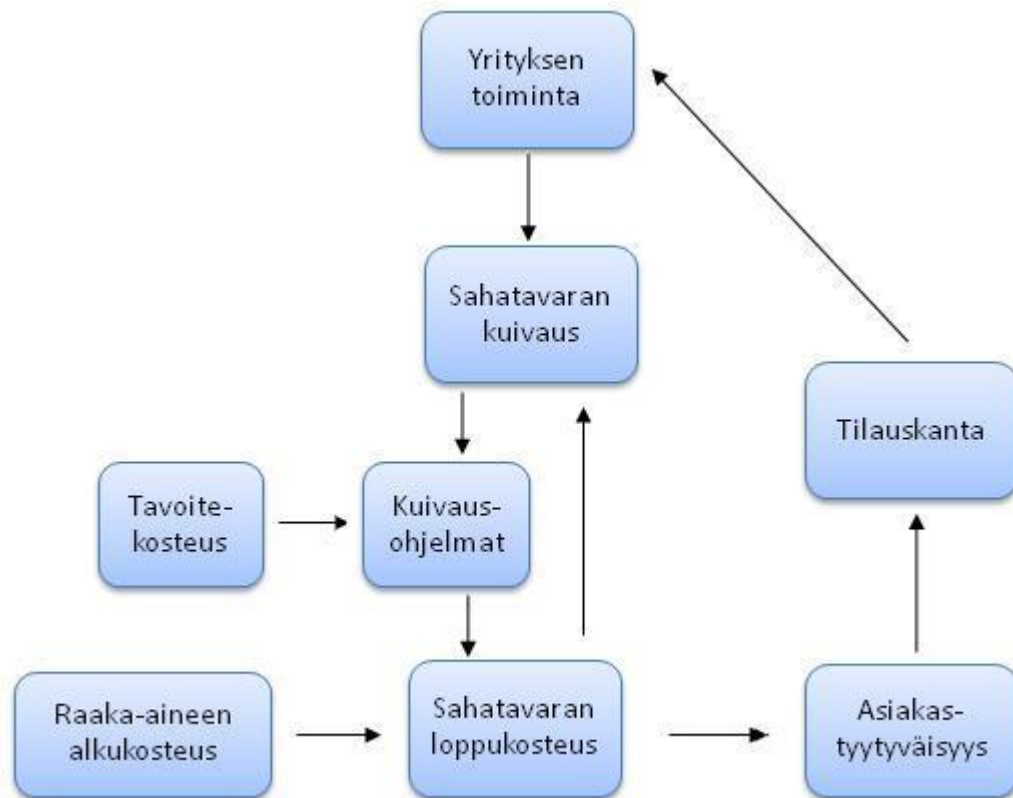 Yrityksen
toiminta
Sahatavaran
kuivaus
Tilauskanta
Tavoite-
kosteus
Kuivaus-
ohjelmat
Raaka-aineen
alkukosteus
Sahatavaran
loppukosteus
Asiakas-
tyytyväisyys